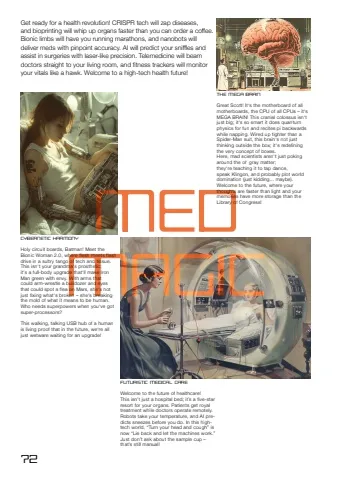 Get ready for a health revolution! CRISPR tech will zap diseases,
and bioprinting will whip up organs faster than you can order a coffee.
Bionic limbs will have you running marathons, and nanobots will
deliver meds with pinpoint accuracy. AI will predict your sniffles and
assist in surgeries with laser-like precision. Telemedicine will beam
doctors straight to your living room, and fitness trackers will monitor
your vitals like a hawk. Welcome to a high-tech health future!
THE MEGA BRAIN
Great Scott! It's the motherboard of all
motherboards, the CPU of all CPUs – it's
MEGA BRAIN! This cranial colossus isn't
just big; it's so smart it does quantum
physics for fun and recites pi backwards
while napping. Wired up tighter than a
Spider-Man suit, this brain's not just
thinking outside the box; it's redefining
the very concept of boxes.
Here, mad scientists aren't just poking
around the ol' gray matter;
they're teaching it to tap dance,
speak Klingon, and probably plot world
domination (just kidding... maybe).
Welcome to the future, where your
thoughts are faster than light and your
memories have more storage than the
Library of Congress!
MED
MAGIC
CYBERNETIC HARMONY
Holy circuit boards, Batman! Meet the
Bionic Woman 2.0, where flesh meets
drive in a sultry tango of tech and tissue.
This isn't your grandma's prosthetic;
it's a full-body upgrade that'll make Iron
Man green with envy. With arms that
could arm-wrestle a bulldozer and eyes
that could spot a flea on Mars, she's not
just fixing what's broken – she's breaking
the mold of what it means to be human.
Who needs superpowers when you've got
super-processors?
This walking, talking USB hub of a human
is living proof that in the future, we're all
just wetware waiting for an upgrade!
FUTURISTIC MEDICAL CARE
Welcome to the future of healthcare!
This isn't just a hospital bed; it's a five-star
resort for your organs. Patients get royal
treatment while doctors operate remotely.
Robots take your temperature, and AI pre-
dicts sneezes before you do. In this high-
tech world, "Turn your head and cough" is
now "Lie back and let the machines work."
Just don't ask about the sample cup –
that's still manual!
72